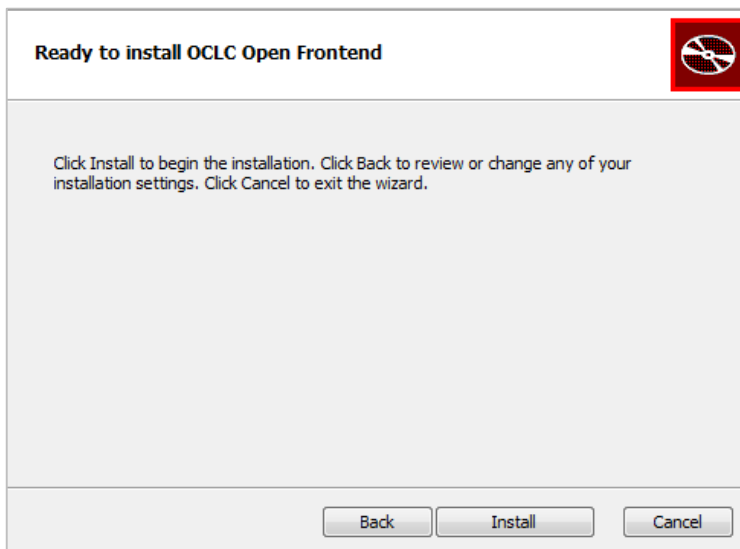 Ready to install OCLC Open Frontend
Click Install to begin the installation. Click Back to review or change any of your
installation settings. Click Cancel to exit the wizard.
Back Install Cancel